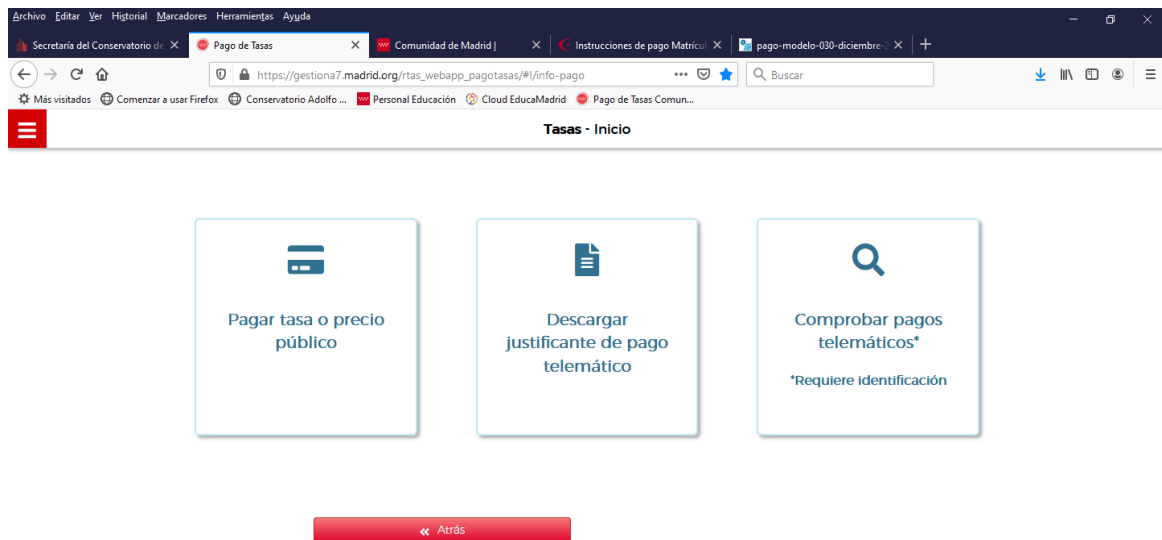 Archivo Editar Ver Historial Marcadores Herramientas Ayuda
Secretaría del Conservatorio de
Pago de Tasas
Comunidad de Madrid |
Instrucciones de pago Matrícul
pago-modelo-030-diciembre-2
https://gestiona7.madrid.org/rtas_webapp_pagotasas/#!/info-pago
Buscar
Más visitados Comenzar a usar Firefox Conservatorio Adolfo ... Personal Educación Cloud EducaMadrid Pago de Tasas Comun...
Tasas - Inicio
Pagar tasa o precio
público
Descargar
justificante de pago
telemático
Comprobar pagos
telemáticos*
*Requiere identificación
« Atrás